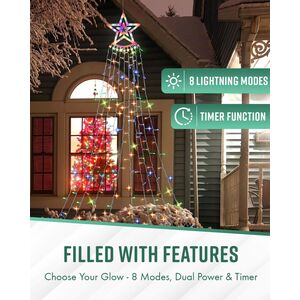 8 LIGHTNING MODES
TIMER FUNCTION
FILLED WITH FEATURES
Choose Your Glow - 8 Modes, Dual Power & Timer